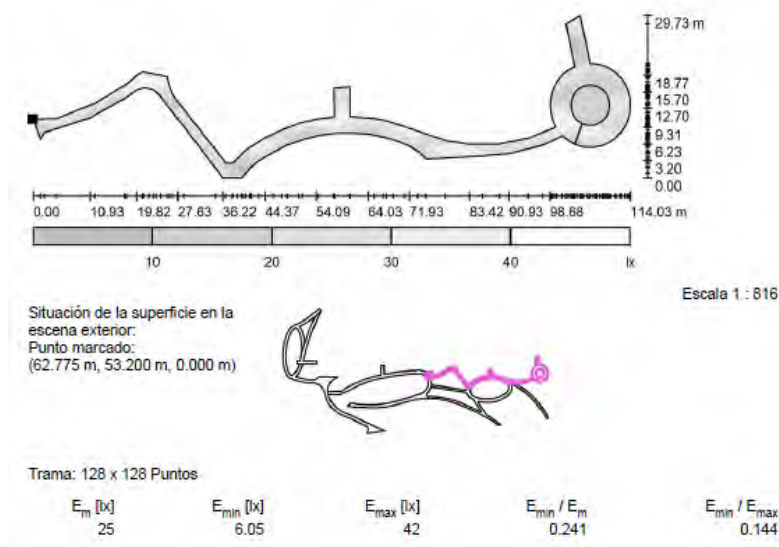 29.73 m
18.77
15.70
12.70
9.31
6.23
3.20
0.00
0.00 10.93 19.82 27.63 36.22 44.37 54.09 64.03 71.93 83.42 90.93 98.68 114.03 m
10 20 30 40 lx
Escala 1 : 816
Situación de la superficie en la
escena exterior:
Punto marcado:
(62.775 m, 53.200 m, 0.000 m)
Trama: 128 x 128 Puntos
Em [lx] Emin [lx] Emax [lx] Emin / Em Emin / Emax
25 6.05 42 0.241 0.144